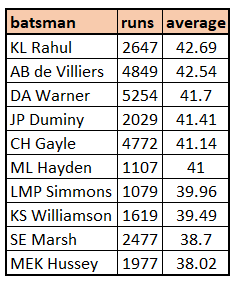 batsman runs average
KL Rahul 2647 42.69
AB de Villiers 4849 42.54
DA Warner 5254 41.7
JP Duminy 2029 41.41
CH Gayle 4772 41.14
ML Hayden 1107 41
LMP Simmons 1079 39.96
KS Williamson 1619 39.49
SE Marsh 2477 38.7
MEK Hussey 1977 38.02